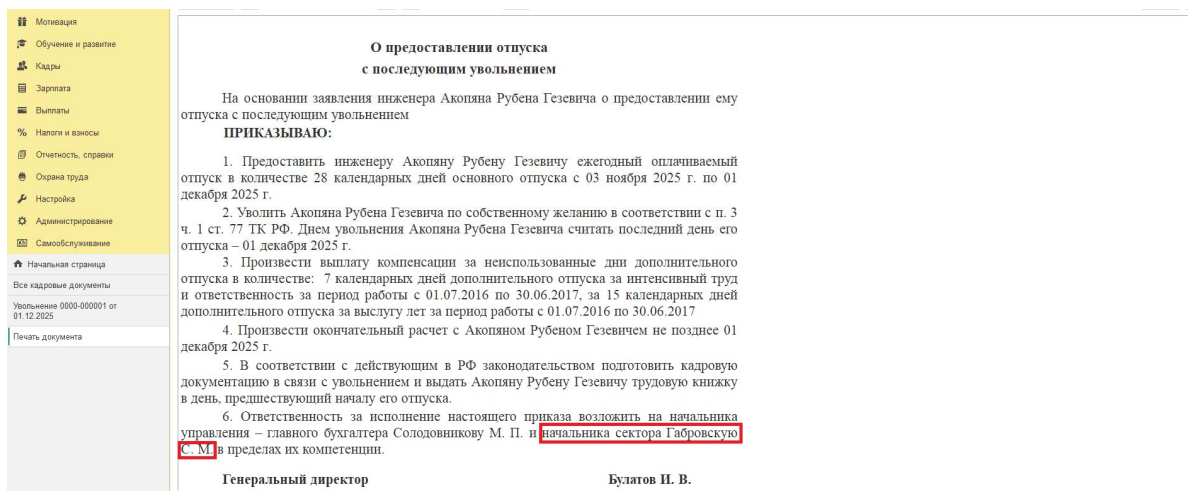 Мотивация
Обучение и развитие
Кадры
Зарплата
Выплаты
Налоги и взносы
Отчетность, справки
Охрана труда
Настройка
Администрирование
Самообслуживание
Начальная страница
Все кадровые документы
Увольнение 0000-000001 от
01.12.2025
Печать документа
О предоставлении отпуска
с последующим увольнением
На основании заявления инженера Акопяна Рубена Гезевича о предоставлении ему
отпуска с последующим увольнением
ПРИКАЗЫВАЮ:
1. Предоставить инженеру Акопяну Рубену Гезевичу ежегодный оплачиваемый
отпуск в количестве 28 календарных дней основного отпуска с 03 ноября 2025 г. по 01
декабря 2025 г.
2. Уволить Акопяна Рубена Гезевича по собственному желанию в соответствии с п. 3
ч. 1 ст. 77 ТК РФ. Днем увольнения Акопяна Рубена Гезевича считать последний день его
отпуска – 01 декабря 2025 г.
3. Произвести выплату компенсации за неиспользованные дни дополнительного
отпуска в количестве: 7 календарных дней дополнительного отпуска за интенсивный труд
и ответственность за период работы с 01.07.2016 по 30.06.2017, за 15 календарных дней
дополнительного отпуска за выслугу лет за период работы с 01.07.2016 по 30.06.2017
4. Произвести окончательный расчет с Акопяном Рубеном Гезевичем не позднее 01
декабря 2025 г.
5. В соответствии с действующим в РФ законодательством подготовить кадровую
документацию в связи с увольнением и выдать Акопяну Рубену Гезевичу трудовую книжку
в день, предшествующий началу его отпуска.
6. Ответственность за исполнение настоящего приказа возложить на начальника
управления – главного бухгалтера Солодовникову М. П. и начальника сектора Габровскую
С. М. в пределах их компетенции.
Генеральный директор Булатов И. В.